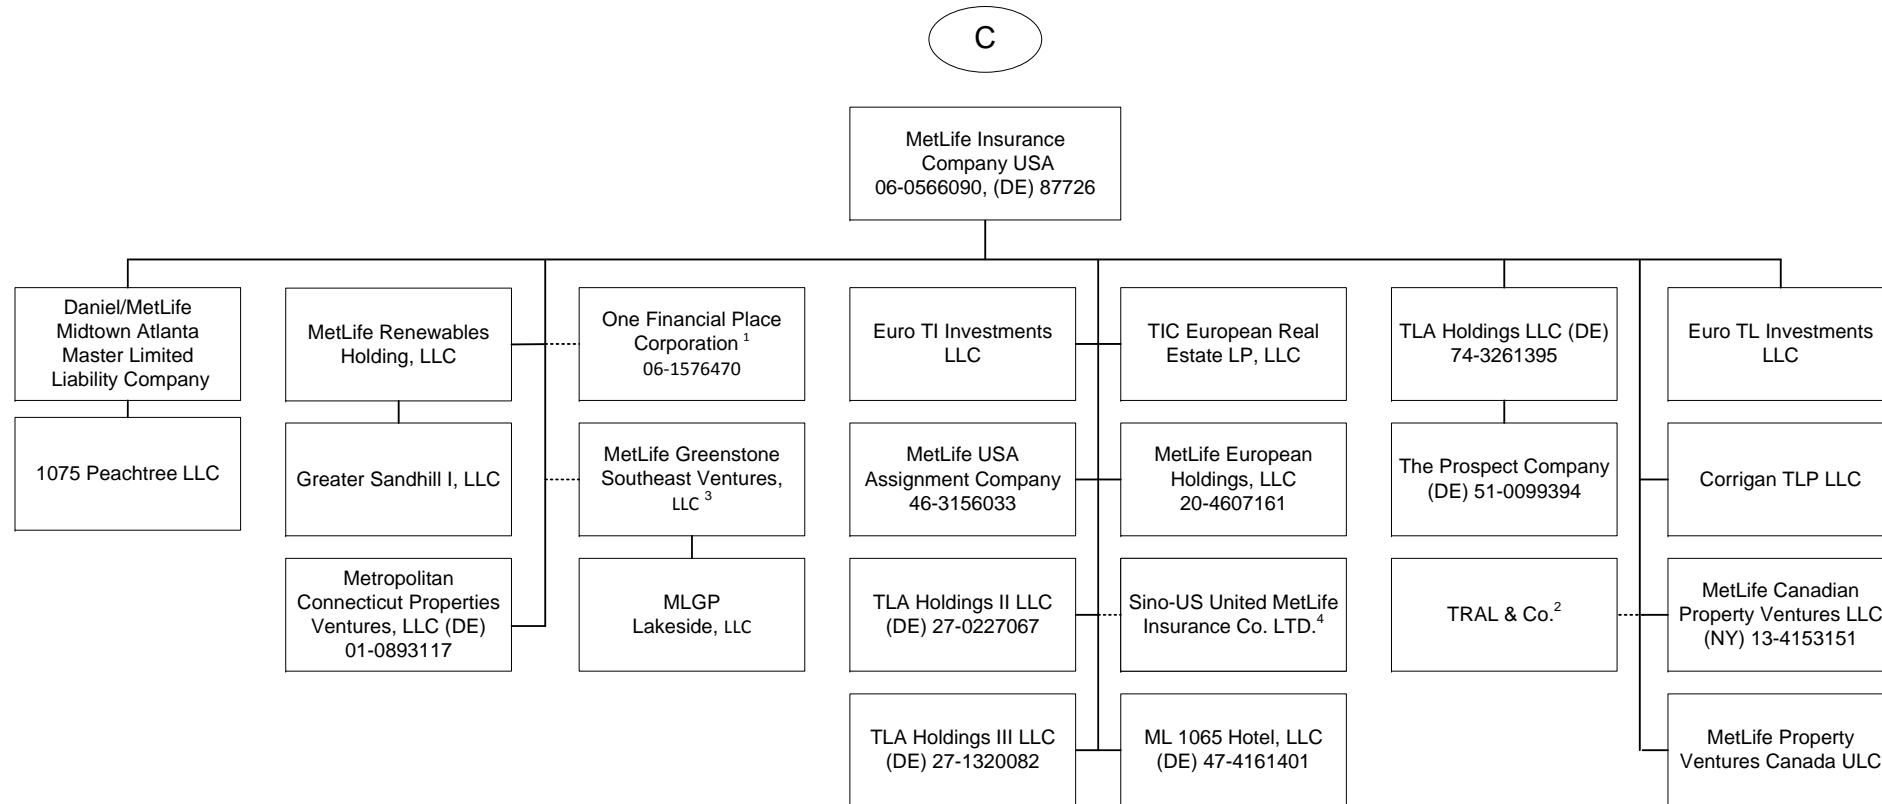 C
MetLife Insurance
Company USA
06-0566090, (DE) 87726
Daniel/MetLife
Midtown Atlanta
Master Limited
Liability Company
MetLife Renewables
Holding, LLC
One Financial Place
Corporation 1
06-1576470
Euro TI Investments
LLC
TIC European Real
Estate LP, LLC
TLA Holdings LLC (DE)
74-3261395
Euro TL Investments
LLC
1075 Peachtree LLC
Greater Sandhill I, LLC
MetLife Greenstone
Southeast Ventures,
LLC 3
MetLife USA
Assignment Company
46-3156033
MetLife European
Holdings, LLC
20-4607161
The Prospect Company
(DE) 51-0099394
Corrigan TLP LLC
Metropolitan
Connecticut Properties
Ventures, LLC (DE)
01-0893117
MLGP
Lakeside, LLC
TLA Holdings II LLC
(DE) 27-0227067
Sino-US United MetLife
Insurance Co. LTD.4
TRAL & Co.2
MetLife Canadian
Property Ventures LLC
(NY) 13-4153151
TLA Holdings III LLC
(DE) 27-1320082
ML 1065 Hotel, LLC
(DE) 47-4161401
MetLife Property
Ventures Canada ULC